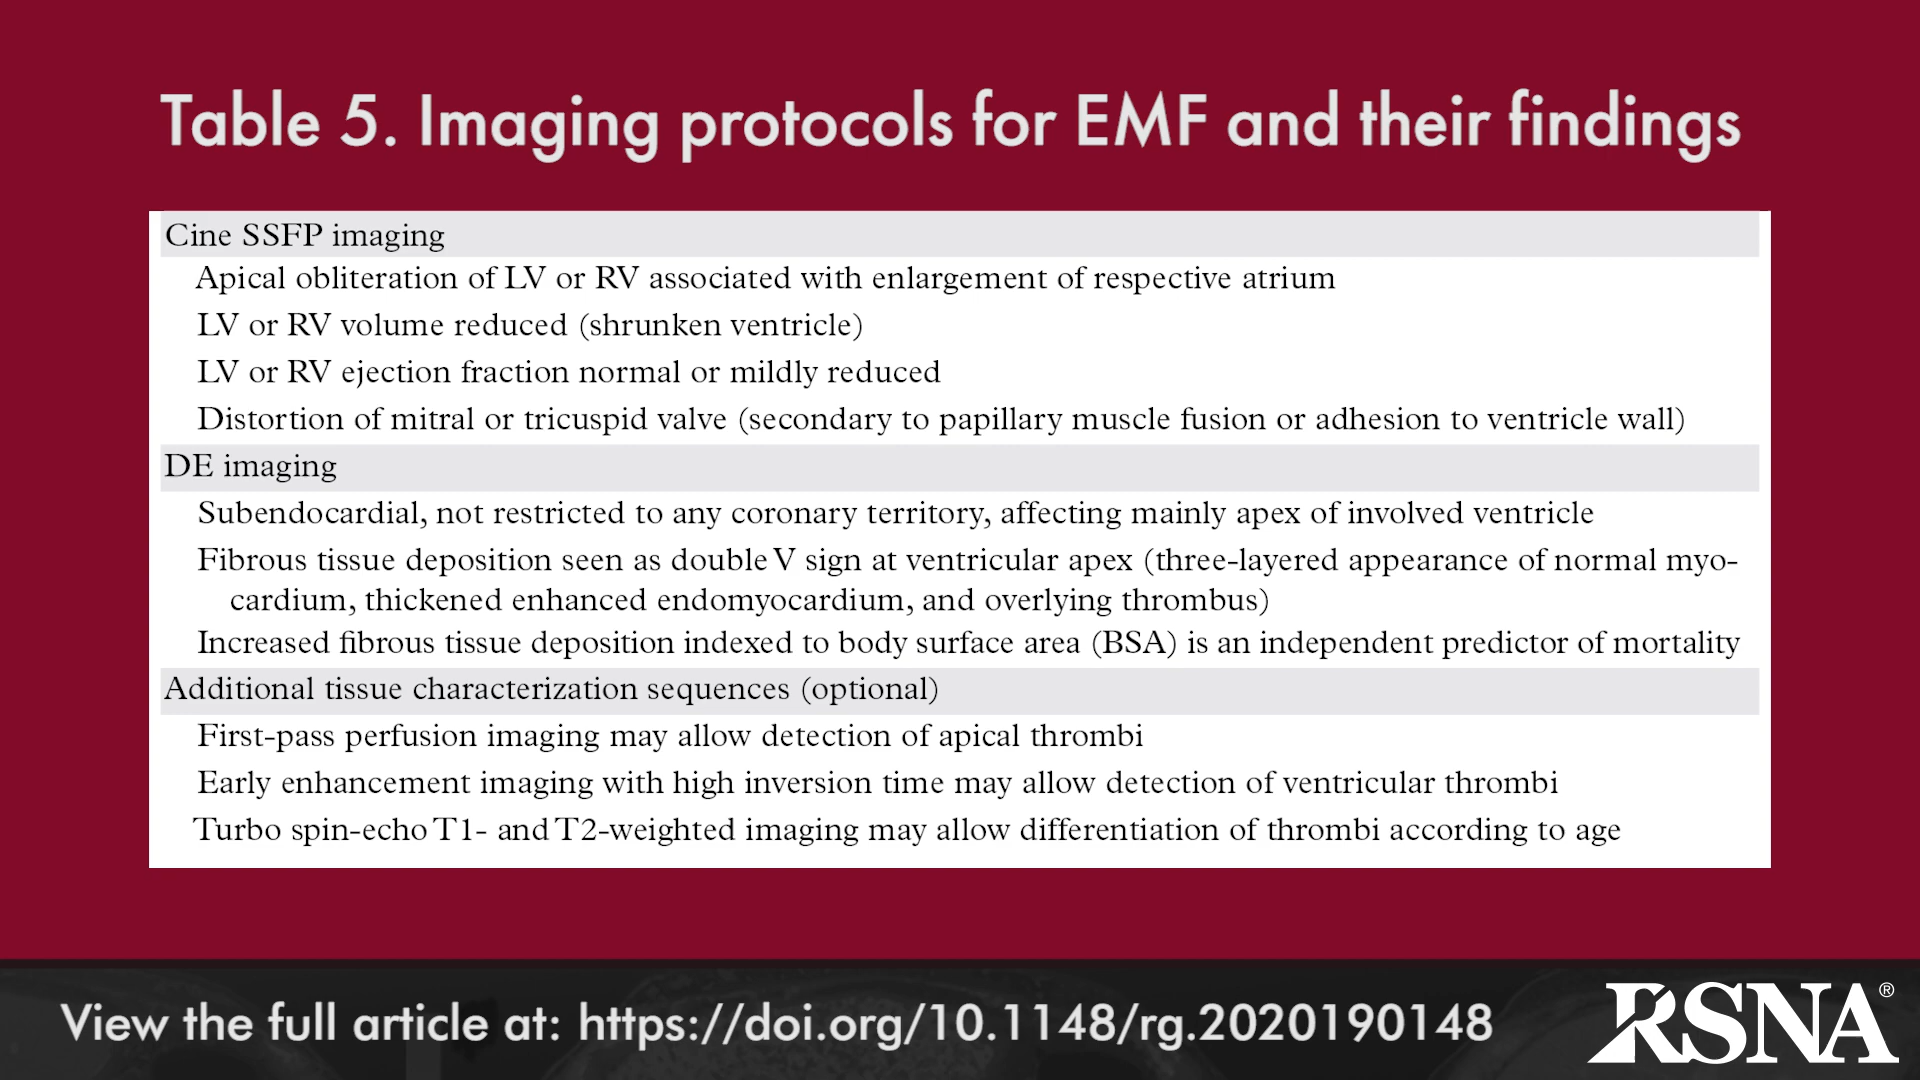 Table 5. Imaging protocols for EMF and their findings
Cine SSFP imaging
Apical obliteration of LV or RV associated with enlargement of respective atrium
LV or RV volume reduced (shrunken ventricle)
LV or RV ejection fraction normal or mildly reduced
Distortion of mitral or tricuspid valve (secondary to papillary muscle fusion or adhesion to ventricle wall)
DE imaging
Subendocardial, not restricted to any coronary territory, affecting mainly apex of involved ventricle
Fibrous tissue deposition seen as double V sign at ventricular apex (three-layered appearance of normal myo-
cardium, thickened enhanced endomyocardium, and overlying thrombus)
Increased fibrous tissue deposition indexed to body surface area (BSA) is an independent predictor of mortality
Additional tissue characterization sequences (optional)
First-pass perfusion imaging may allow detection of apical thrombi
Early enhancement imaging with high inversion time may allow detection of ventricular thrombi
Turbo spin-echo T1- and T2-weighted imaging may allow differentiation of thrombi according to age
View the full article at: https://doi.org/10.1148/rg.2020190148
RSNA®